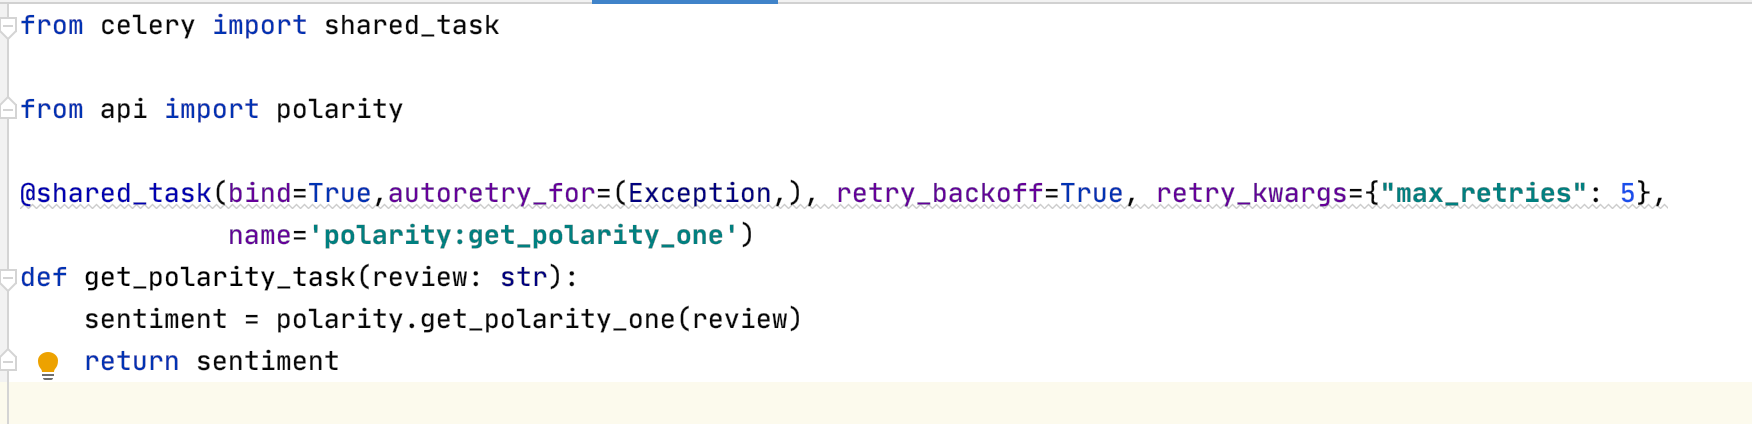 from celery import shared_task
from api import polarity
@shared_task(bind=True,autoretry_for=(Exception,), retry_backoff=True, retry_kwargs={"max_retries": 5},
             name='polarity:get_polarity_one')
def get_polarity_task(review: str):
    sentiment = polarity.get_polarity_one(review)
    return sentiment